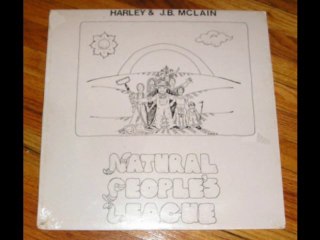 HARLEY & J.B. MCLAIN
NATURAL
PEOPLE'S
LEAGUE